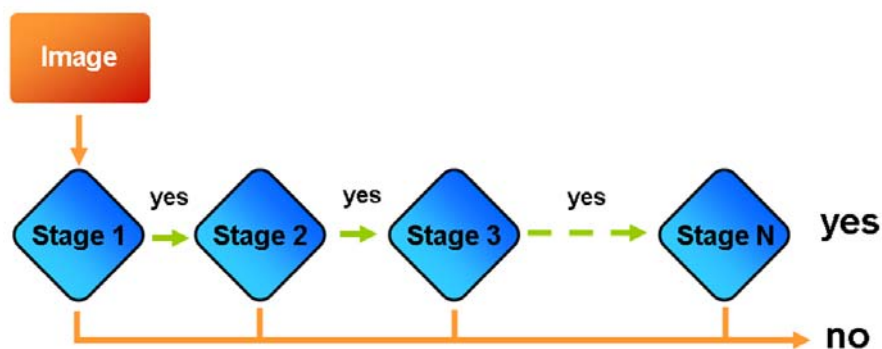 Image
yes
yes
yes
Stage 1
Stage 2
Stage 3
Stage N
yes
no